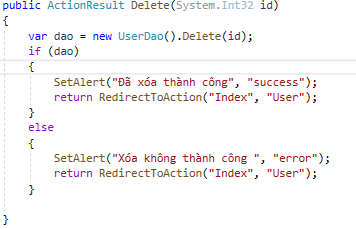 public ActionResult Delete(System.Int32 id)
{
var dao = new UserDao().Delete(id);
if (dao)
{
SetAlert("Đã xóa thành công", "success");
return RedirectToAction("Index", "User");
}
else
{
SetAlert("Xóa không thành công ", "error");
return RedirectToAction("Index", "User");
}
}